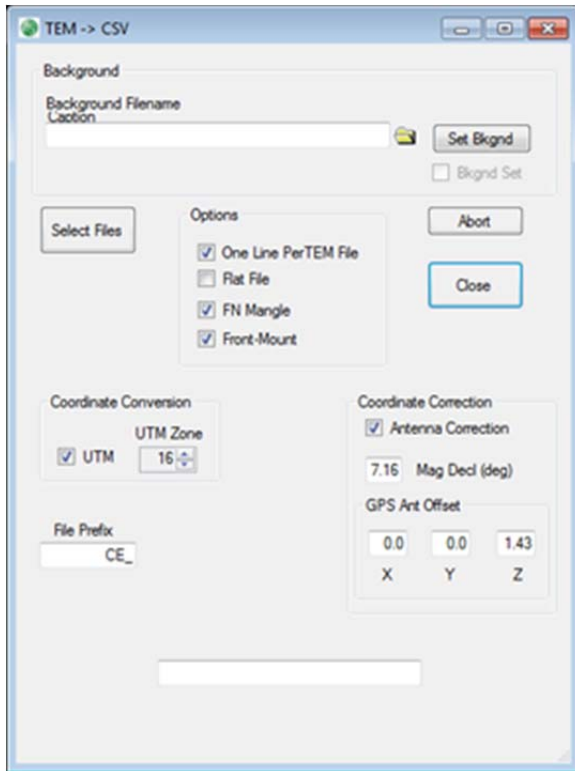 TEM -> CSV
Background
Background Filename
Caption
Set Bkgnd
Bkgnd Set
Select Files
Options
One Line PerTEM File
Flat File
FN Mangle
Front-Mount
Abort
Close
Coordinate Conversion
UTM Zone
UTM
16
File Prefix
CE_
Coordinate Correction
Antenna Correction
7.16 Mag Decl (deg)
GPS Ant Offset
0.0 0.0 1.43
X Y Z